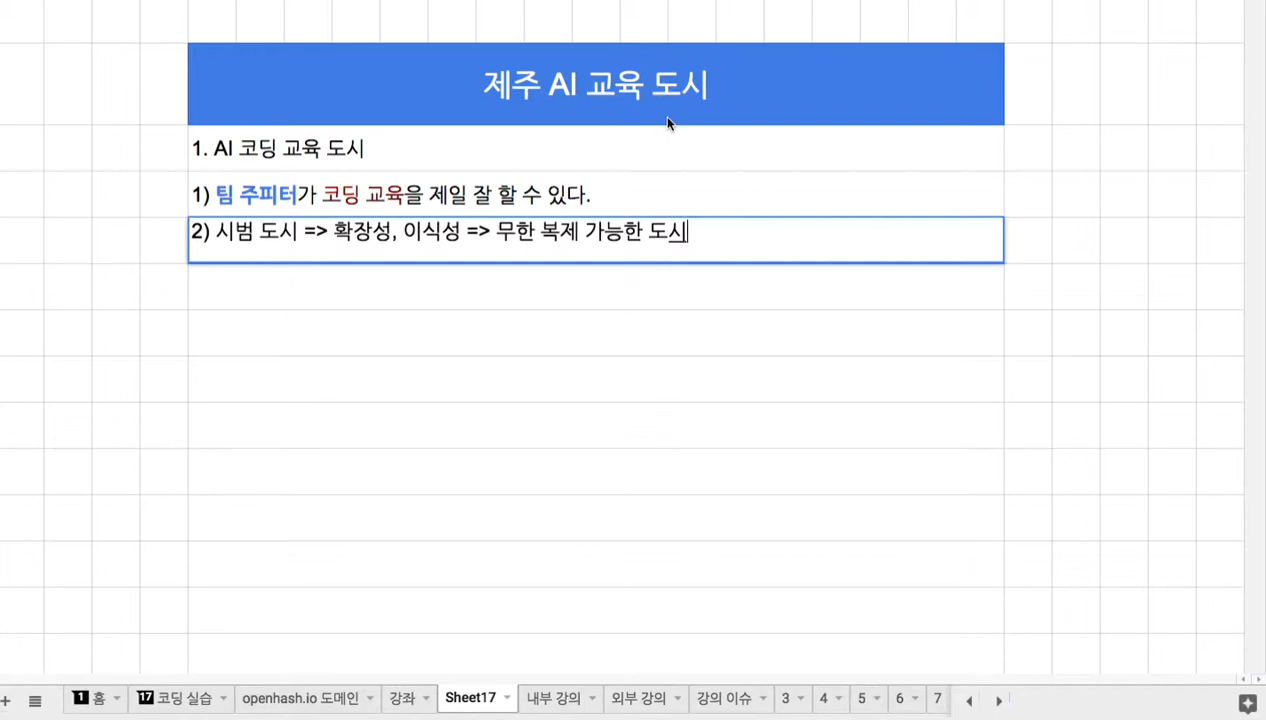 제주 AI 교육 도시
1. AI 코딩 교육 도시
1) 팀 주피터가 코딩 교육을 제일 잘 할 수 있다.
2) 시범 도시 => 확장성, 이식성 => 무한 복제 가능한 도시
1 홈 17 코딩 실습 openhash.io 도메인 강좌 Sheet17 내부 강의 외부 강의 강의 이슈 3 4 5 6 7